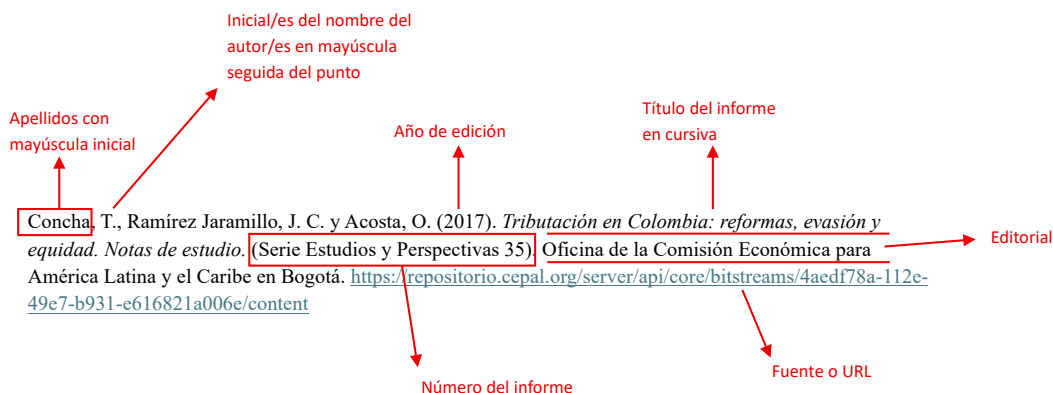 Inicial/es del nombre del
autor/es en mayúscula
seguida del punto
Apellidos con
mayúscula inicial
Año de edición
Título del informe
en cursiva
Concha, T., Ramírez Jaramillo, J. C. y Acosta, O. (2017). Tributación en Colombia: reformas, evasión y
equidad. Notas de estudio. (Serie Estudios y Perspectivas 35). Oficina de la Comisión Económica para
América Latina y el Caribe en Bogotá. https://repositorio.cepal.org/server/api/core/bitstreams/4aedf78a-112e-
49e7-b931-e616821a006e/content
Editorial
Número del informe
Fuente o URL